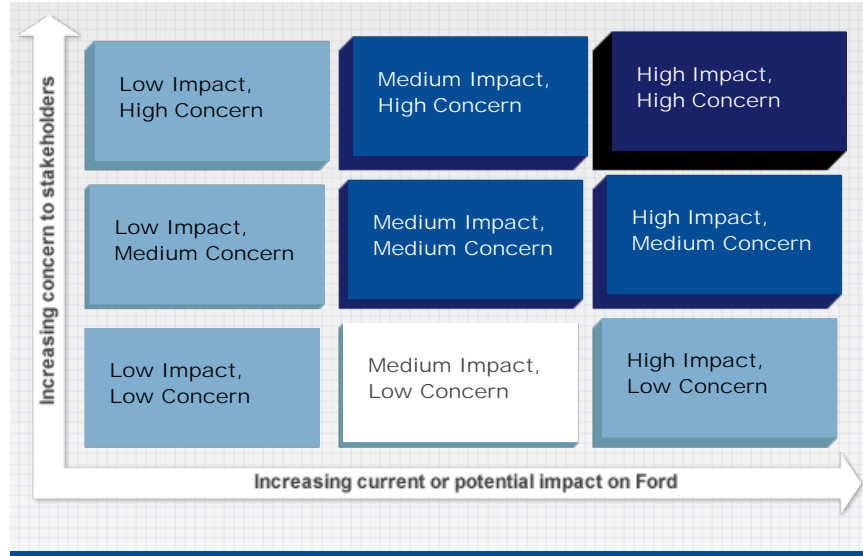 Increasing concern to stakeholders
Low Impact,
High Concern
Medium Impact,
High Concern
High Impact,
High Concern
Low Impact,
Medium Concern
Medium Impact,
Medium Concern
High Impact,
Medium Concern
Low Impact,
Low Concern
Medium Impact,
Low Concern
High Impact,
Low Concern
Increasing current or potential impact on Ford